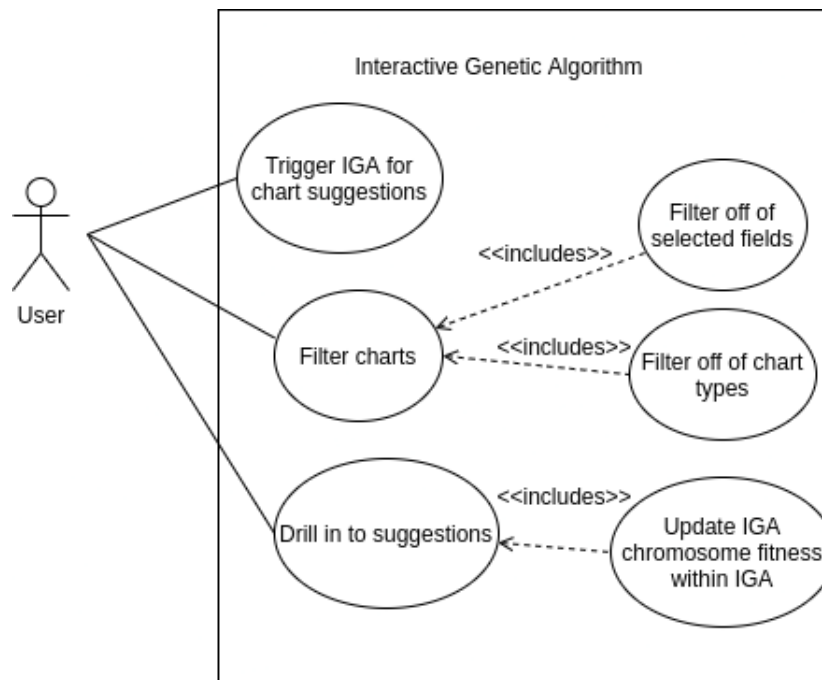 Interactive Genetic Algorithm
Trigger IGA for
chart suggestions
User
Filter off of
selected fields
<<includes>>
Filter charts
<<includes>>
Filter off of chart
types
Drill in to suggestions
<<includes>>
Update IGA
chromosome fitness
within IGA